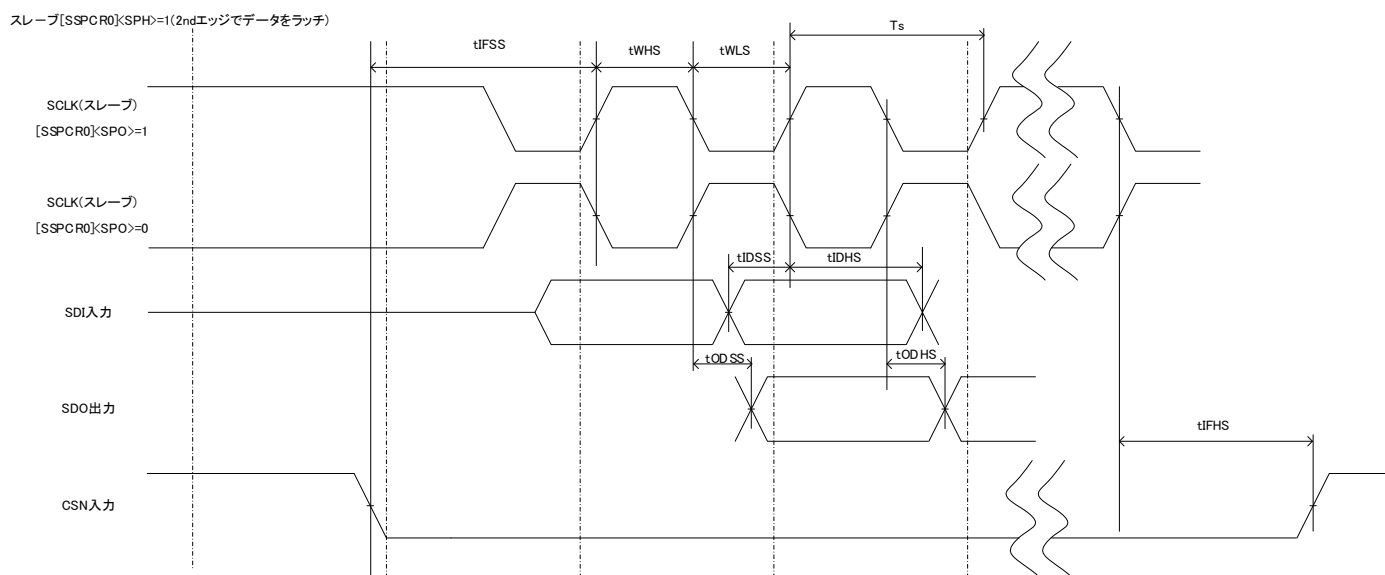 スレーブ[SSPCR0]<SPH>=1(2ndエッジでデータをラッチ)
tIFSS
tWHS
tWLS
Ts
SCLK(スレーブ)
[SSPCR0]<SPO>=1
SCLK(スレーブ)
[SSPCR0]<SPO>=0
tIDSS
tIDHS
SDI入力
tODSS
tODHS
SDO出力
tIFHS
CSN入力